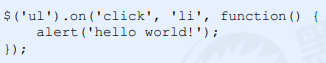 $('ul').on('click', 'li', function() {
    alert('hello world!');
});